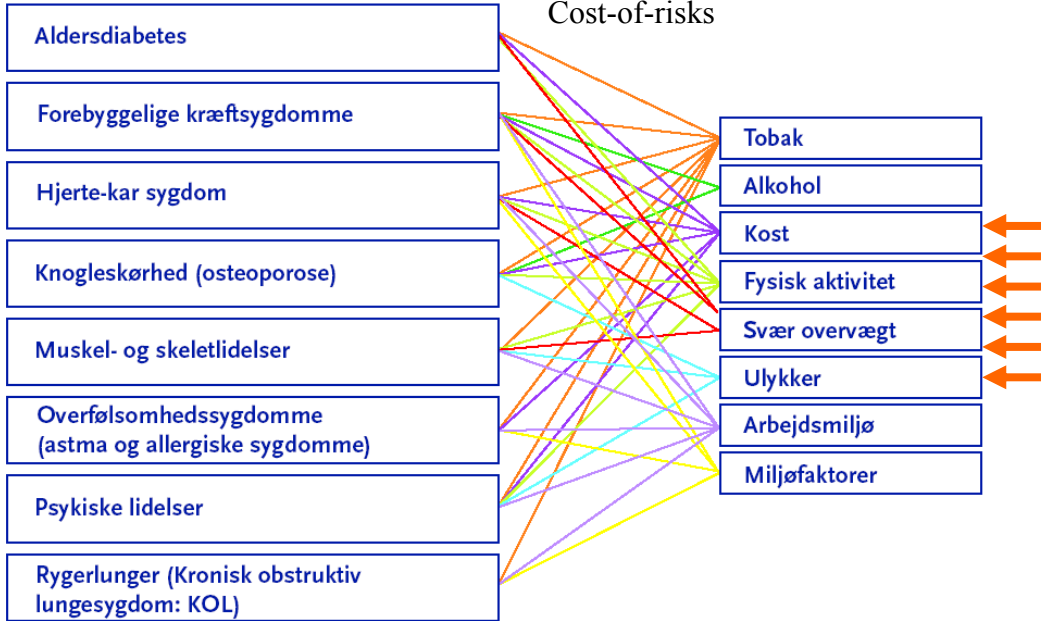 Cost-of-risks
Aldersdiabetes
Forebyggelige kræftsygdomme
Hjerte-kar sygdom
Knogleskørhed (osteoporose)
Muskel- og skeletlidelser
Overfølsomhedssygdomme
(astma og allergiske sygdomme)
Psykiske lidelser
Rygerlunger (Kronisk obstruktiv
lungesygdom: KOL)
Tobak
Alkohol
Kost
Fysisk aktivitet
Svær overvægt
Ulykker
Arbejdsmiljø
Miljøfaktorer